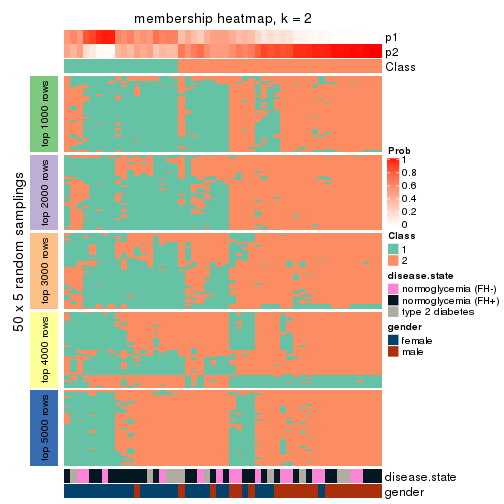 membership heatmap, k = 2
p1
p2
Class
50 x 5 random samplings
top 1000 rows
top 2000 rows
top 3000 rows
top 4000 rows
top 5000 rows
disease.state
gender
Prob
1
0.8
0.6
0.4
0.2
0
Class
1
2
disease.state
normoglycemia (FH-)
normoglycemia (FH+)
type 2 diabetes
gender
female
male